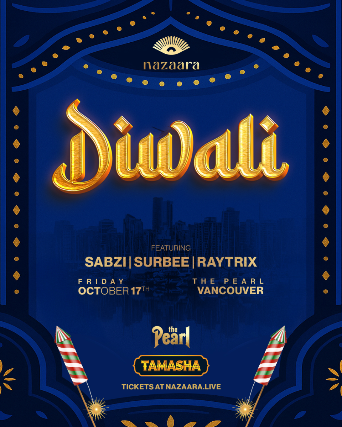 nazaara
Diwali
FEATURING
SABZI | SURBEE | RAYTRIX
FRIDAY
OCTOBER 17TH
THE PEARL
VANCOUVER
the
Pearl
TAMASHA
TICKETS AT NAZAARA.LIVE